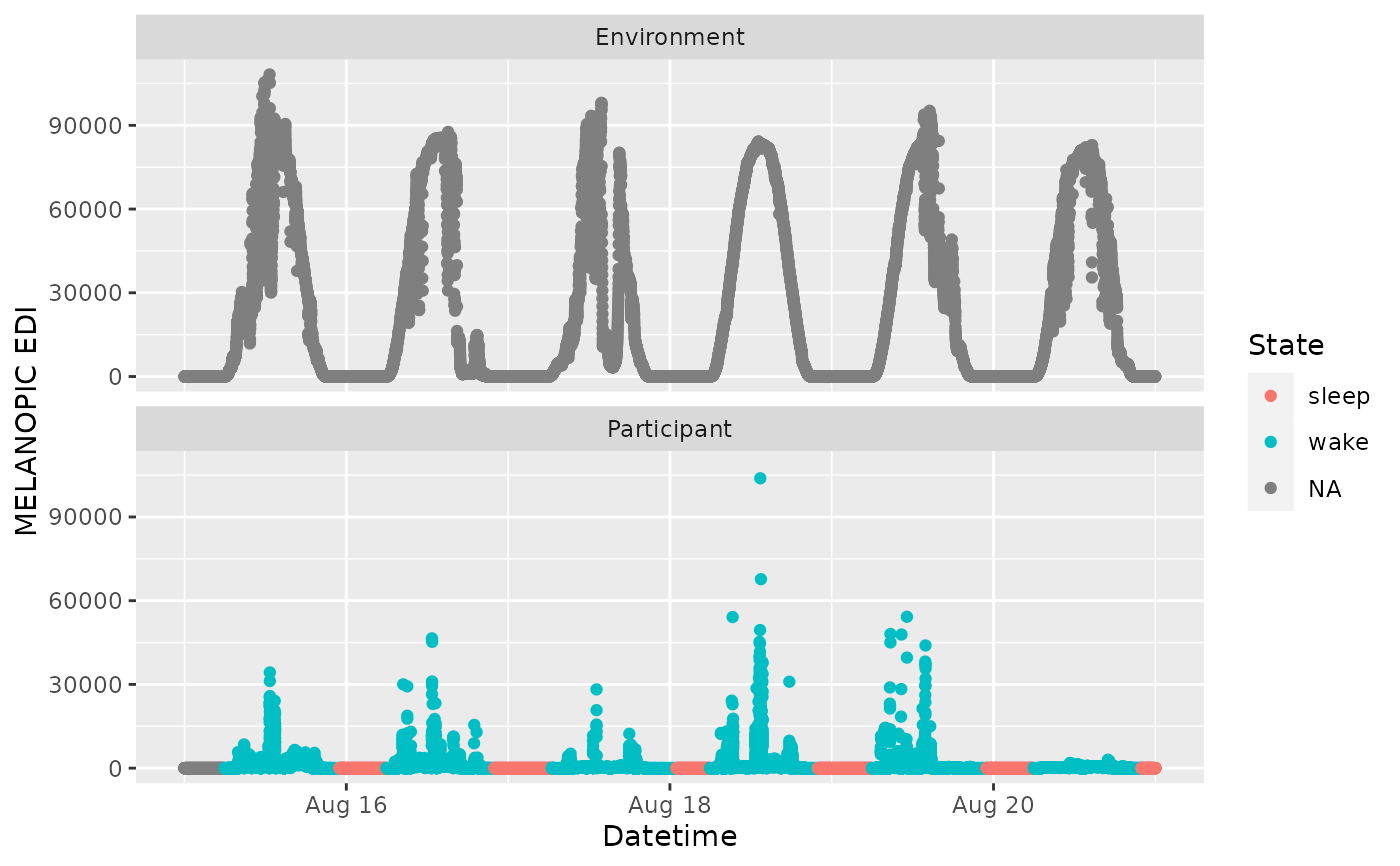 Environment
90000
60000
30000
0
Participant
90000
60000
30000
0
Aug 16
Aug 18
Aug 20
Datetime
MELANOPIC EDI
State
sleep
wake
NA